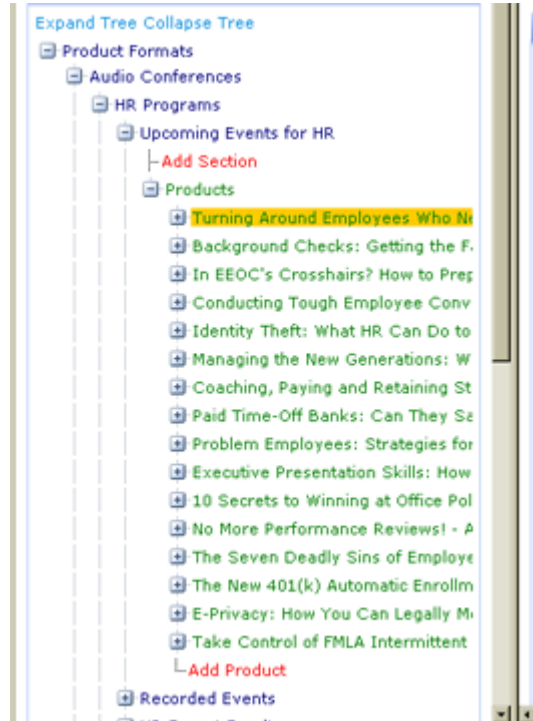 Expand Tree Collapse Tree
Product Formats
Audio Conferences
HR Programs
Upcoming Events for HR
Add Section
Products
Turning Around Employees Who
Background Checks: Getting the
In EEOC's Crosshairs? How to
Conducting Tough Employee
Identity Theft: What HR Can Do to
Managing the New Generations:
Coaching, Paying and Retaining
Paid Time-Off Banks: Can They
Problem Employees: Strategies for
Executive Presentation Skills: How
10 Secrets to Winning at Office
No More Performance Reviews! -
The Seven Deadly Sins of
The New 401(k) Automatic
E-Privacy: How You Can Legally
Take Control of FMLA Intermittent
Add Product
Recorded Events